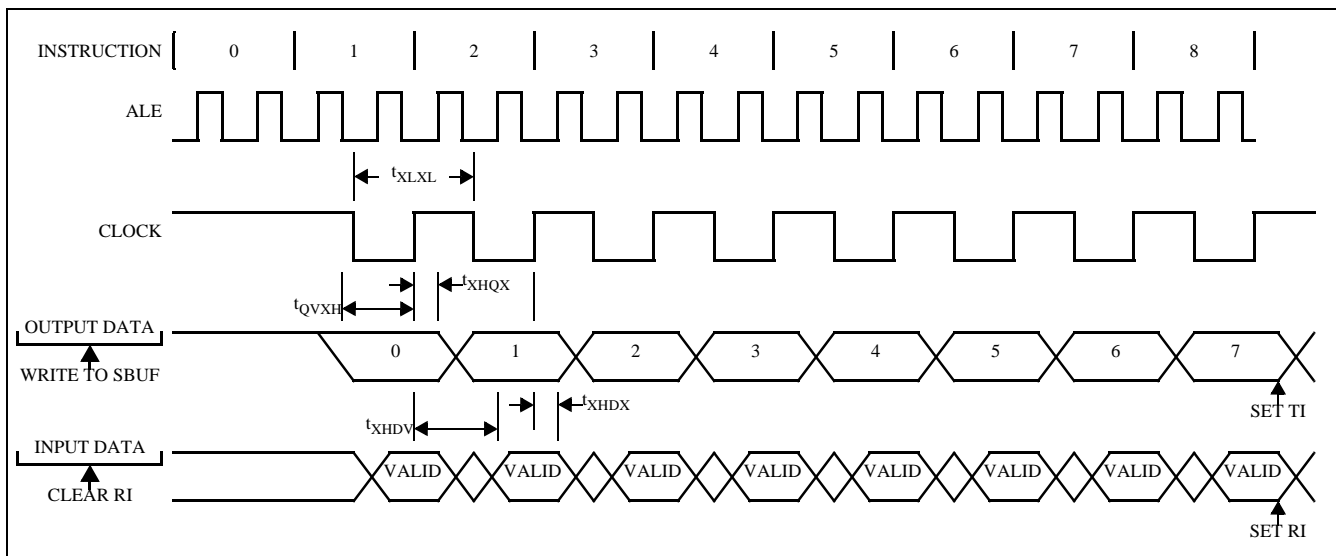 INSTRUCTION 0 1 2 3 4 5 6 7 8
ALE
tXLXL
CLOCK
tXHQX
tQVXH
OUTPUT DATA 0 1 2 3 4 5 6 7
WRITE TO SBUF
tXHDX
SET TI
tXHDV
INPUT DATA
VALID VALID VALID VALID VALID VALID VALID VALID
CLEAR RI
SET RI